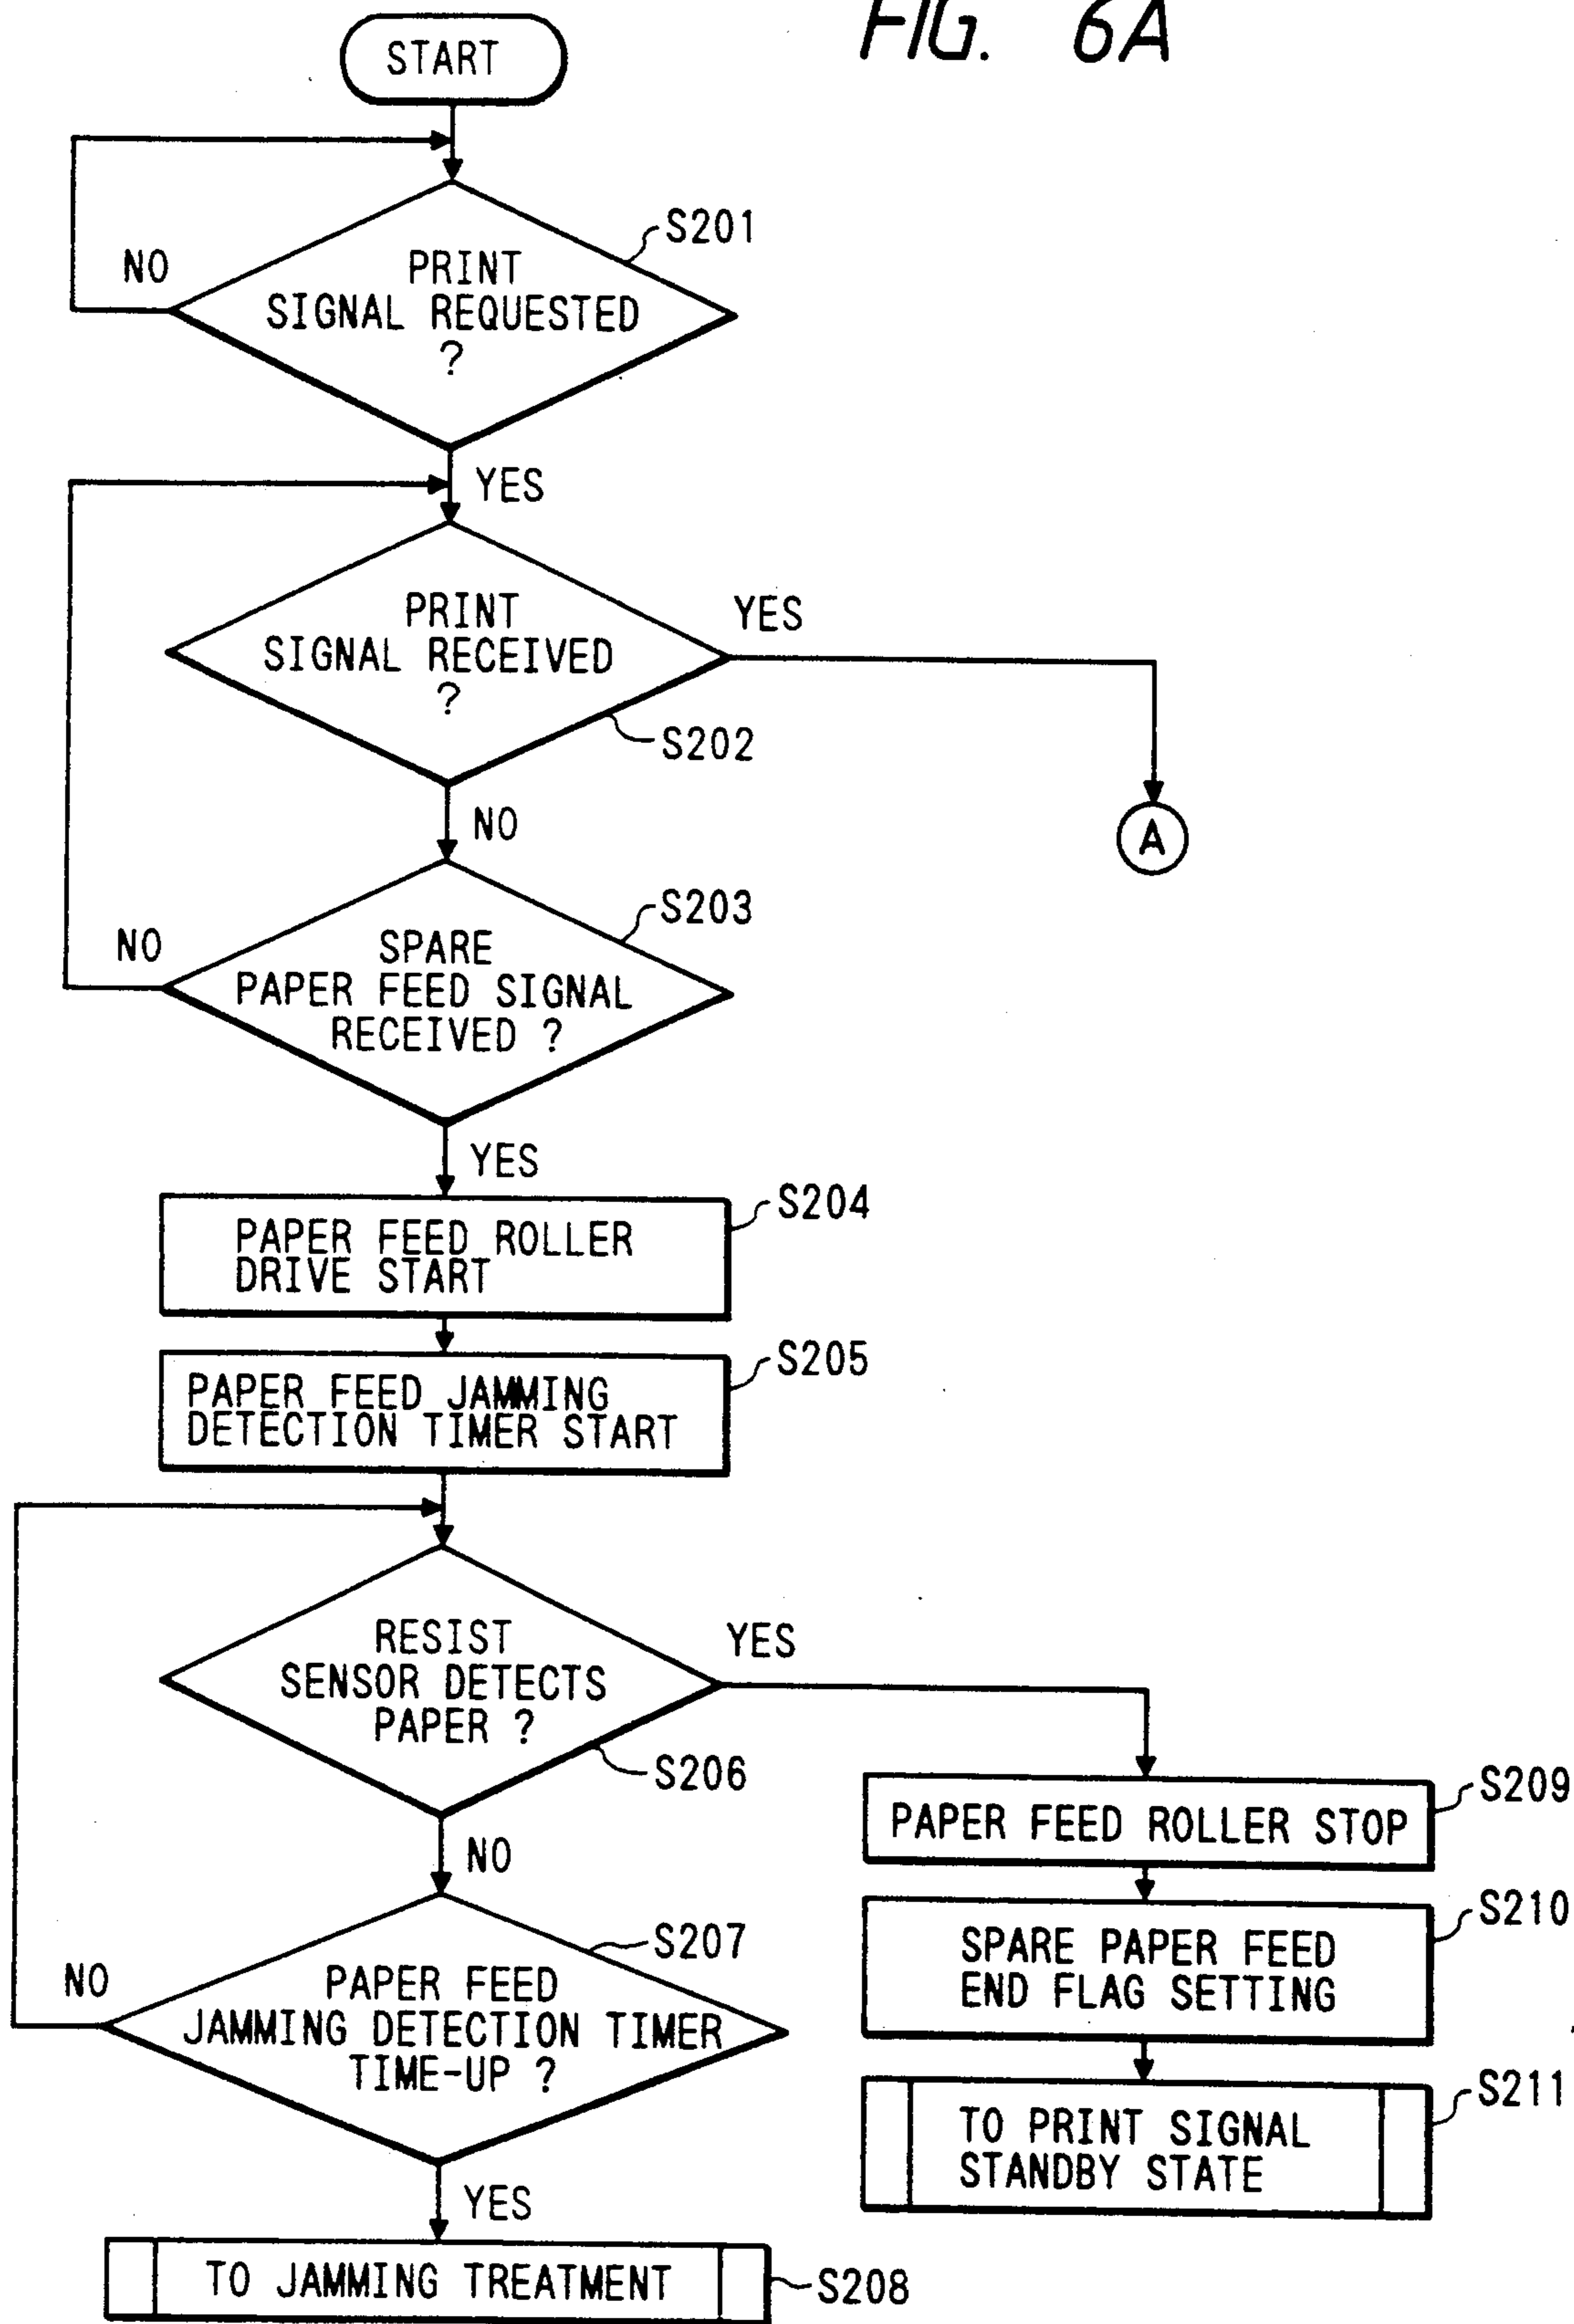 FIG. 6A
START
S201
NO
PRINT
SIGNAL REQUESTED
?
YES
PRINT
SIGNAL RECEIVED
?
YES
S202
A
NO
S203
NO
SPARE
PAPER FEED SIGNAL
RECEIVED ?
YES
S204
PAPER FEED ROLLER
DRIVE START
S205
PAPER FEED JAMMING
DETECTION TIMER START
RESIST
SENSOR DETECTS
PAPER ?
YES
S206
NO
S207
NO
PAPER FEED
JAMMING DETECTION TIMER
TIME-UP ?
YES
TO JAMMING TREATMENT
S208
S209
PAPER FEED ROLLER STOP
S210
SPARE PAPER FEED
END FLAG SETTING
S211
TO PRINT SIGNAL
STANDBY STATE